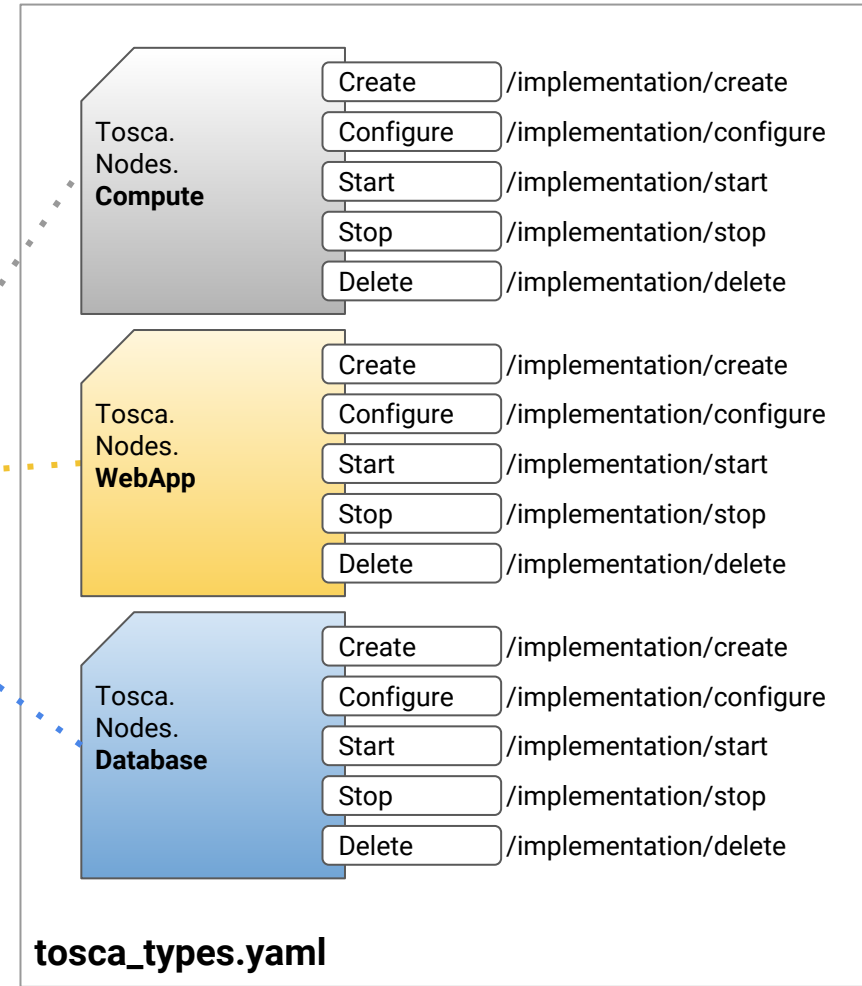 Tosca.
Nodes.
Compute
Create /implementation/create
Configure /implementation/configure
Start /implementation/start
Stop /implementation/stop
Delete /implementation/delete
Tosca.
Nodes.
WebApp
Create /implementation/create
Configure /implementation/configure
Start /implementation/start
Stop /implementation/stop
Delete /implementation/delete
Tosca.
Nodes.
Database
Create /implementation/create
Configure /implementation/configure
Start /implementation/start
Stop /implementation/stop
Delete /implementation/delete
tosca_types.yaml